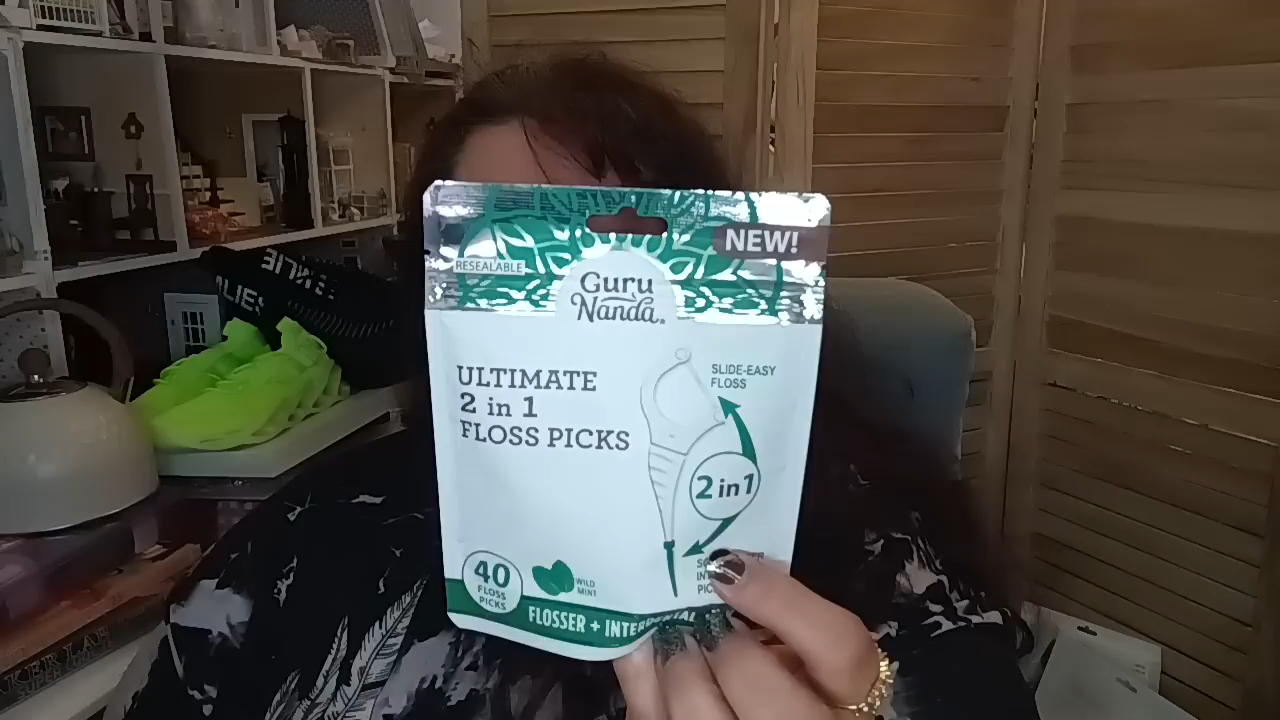 NEW!
RESEALABLE
Guru
Nanda
ULTIMATE
2 in 1
FLOSS PICKS
SLIDE-EASY
FLOSS
2 in 1
40
FLOSS
PICKS
WILD
MINT
FLOSSER +